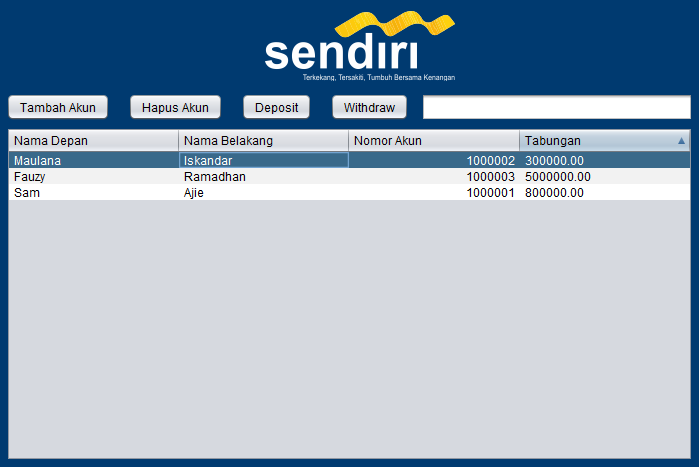 sendırı
Terkekang, Tersakiti, Tumbuh Bersama Kenangan
Tambah Akun Hapus Akun Deposit Withdraw
Nama Depan Nama Belakang Nomor Akun Tabungan
Maulana Iskandar 1000002 300000.00
Fauzy Ramadhan 1000003 5000000.00
Sam Ajie 1000001 800000.00